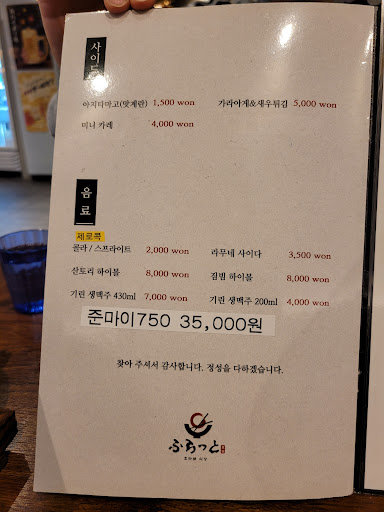 사이드
아지타마고(맛계란) 1,500 won 가라아게&새우튀김 5,000 won
미니 카레 4,000 won
음료
제로콕
콜라 / 스프라이트 2,000 won 라무네 사이다 3,500 won
산토리 하이볼 8,000 won 짐빔 하이볼 8,000 won
기린 생맥주 430ml 7,000 won 기린 생맥주 200ml 4,000 won
준마이750 35,000원
찾아 주셔서 감사합니다. 정성을 다하겠습니다.
ふらっと